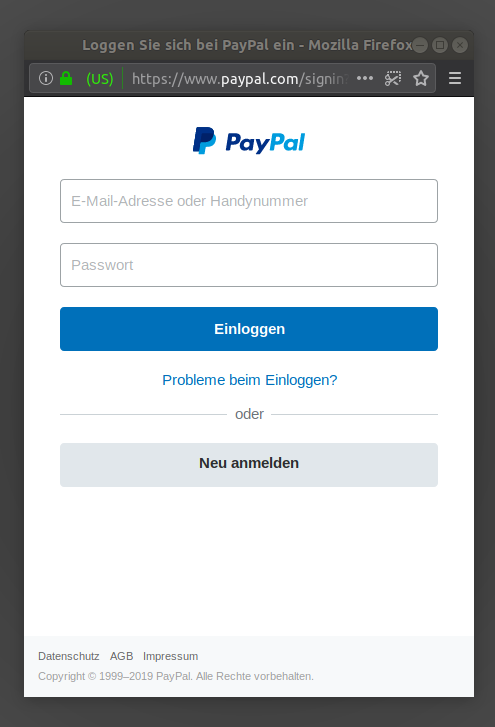 Loggen Sie sich bei PayPal ein - Mozilla Firefox
(US) https://www.paypal.com/signin
PayPal
E-Mail-Adresse oder Handynummer
Passwort
Einloggen
Probleme beim Einloggen?
oder
Neu anmelden
Datenschutz AGB Impressum
Copyright © 1999–2019 PayPal. Alle Rechte vorbehalten.